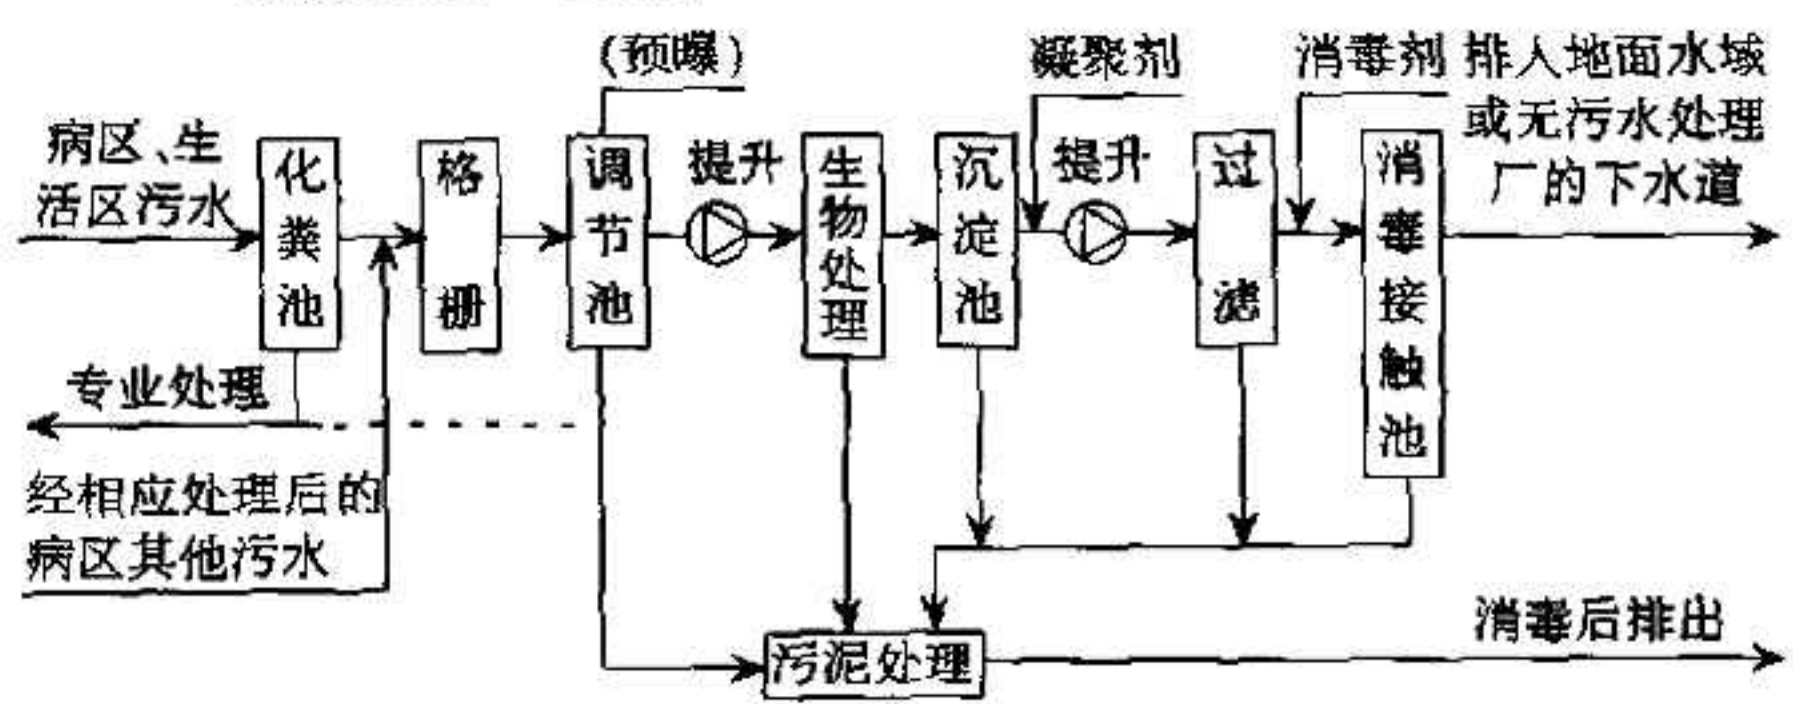 (预曝)
凝聚剂
消毒剂
排入地面水域
或无污水处理
厂的下水道
病区、生
活区污水
化粪池
格栅
调节池
提升
生物处理
沉淀池
提升
过滤
消毒接触池
专业处理
经相应处理后的
病区其他污水
污泥处理
消毒后排出